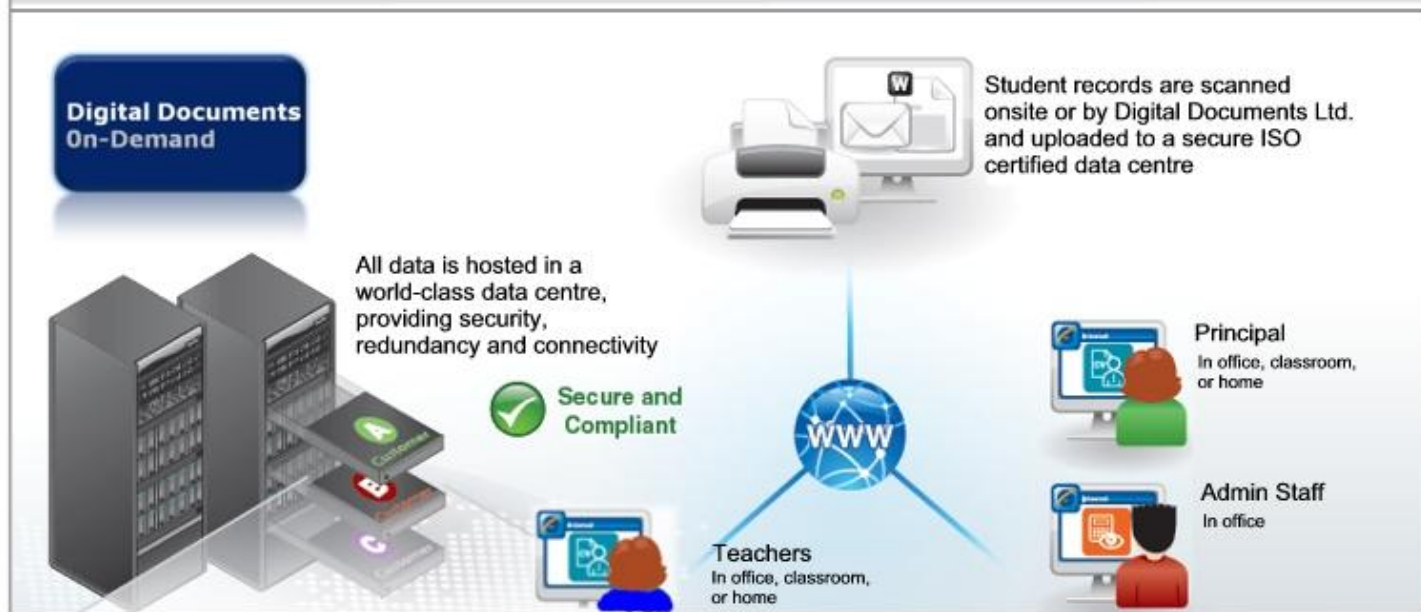 Digital Documents
On-Demand
Student records are scanned
onsite or by Digital Documents Ltd.
and uploaded to a secure ISO
certified data centre
W
All data is hosted in a
world-class data centre,
providing security,
redundancy and connectivity
Secure and
Compliant
A
Customer
B
C
WWW
Principal
In office, classroom,
or home
Admin Staff
In office
Teachers
In office, classroom,
or home